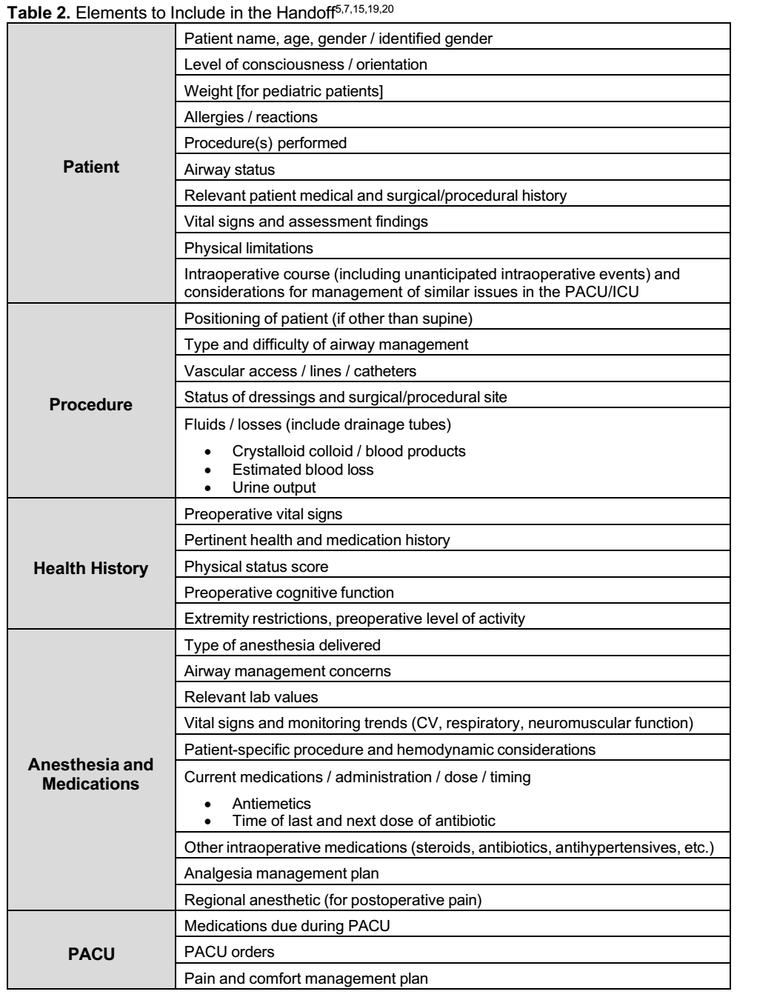 Table 2. Elements to Include in the Handoff5,7,15,19,20
Patient
Patient name, age, gender / identified gender
Level of consciousness / orientation
Weight [for pediatric patients]
Allergies / reactions
Procedure(s) performed
Airway status
Relevant patient medical and surgical/procedural history
Vital signs and assessment findings
Physical limitations
Intraoperative course (including unanticipated intraoperative events) and
considerations for management of similar issues in the PACU/ICU
Procedure
Positioning of patient (if other than supine)
Type and difficulty of airway management
Vascular access / lines / catheters
Status of dressings and surgical/procedural site
Fluids / losses (include drainage tubes)
• Crystalloid colloid / blood products
• Estimated blood loss
• Urine output
Health History
Preoperative vital signs
Pertinent health and medication history
Physical status score
Preoperative cognitive function
Extremity restrictions, preoperative level of activity
Anesthesia and
Medications
Type of anesthesia delivered
Airway management concerns
Relevant lab values
Vital signs and monitoring trends (CV, respiratory, neuromuscular function)
Patient-specific procedure and hemodynamic considerations
Current medications / administration / dose / timing
• Antiemetics
• Time of last and next dose of antibiotic
Other intraoperative medications (steroids, antibiotics, antihypertensives, etc.)
Analgesia management plan
Regional anesthetic (for postoperative pain)
PACU
Medications due during PACU
PACU orders
Pain and comfort management plan